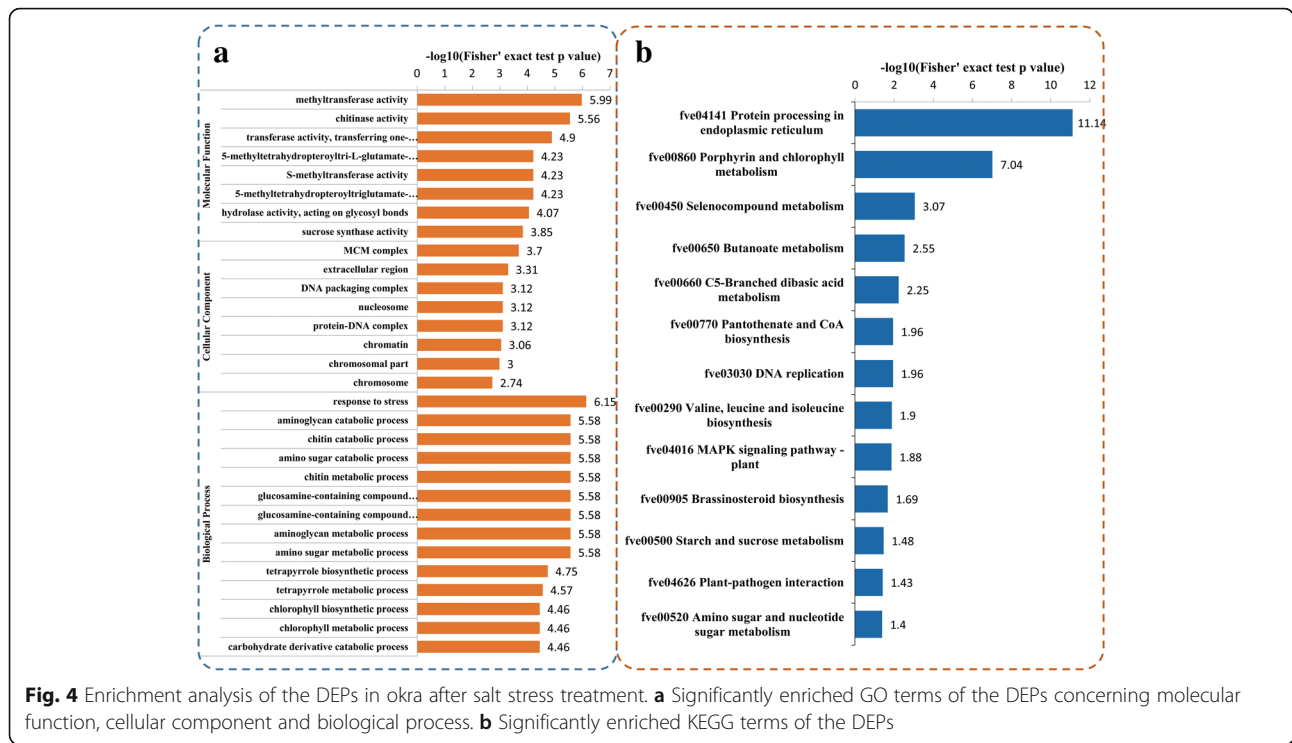 a
-log10(Fisher' exact test p value)
0 1 2 3 4 5 6 7
Molecular Function
methyltransferase activity 5.99
chitinase activity 5.56
transferase activity, transferring one-… 4.9
5-methyltetrahydropteroyltri-L-glutamate-… 4.23
S-methyltransferase activity 4.23
5-methyltetrahydropteroyltriglutamate-… 4.23
hydrolase activity, acting on glycosyl bonds 4.07
sucrose synthase activity 3.85
Cellular Component
MCM complex 3.7
extracellular region 3.31
DNA packaging complex 3.12
nucleosome 3.12
protein-DNA complex 3.12
chromatin 3.06
chromosomal part 3
chromosome 2.74
Biological Process
response to stress 6.15
aminoglycan catabolic process 5.58
chitin catabolic process 5.58
amino sugar catabolic process 5.58
chitin metabolic process 5.58
glucosamine-containing compound… 5.58
glucosamine-containing compound… 5.58
aminoglycan metabolic process 5.58
amino sugar metabolic process 5.58
tetrapyrrole biosynthetic process 4.75
tetrapyrrole metabolic process 4.57
chlorophyll biosynthetic process 4.46
chlorophyll metabolic process 4.46
carbohydrate derivative catabolic process 4.46
b
-log10(Fisher' exact test p value)
0 2 4 6 8 10 12
fve04141 Protein processing in
endoplasmic reticulum 11.14
fve00860 Porphyrin and chlorophyll
metabolism 7.04
fve00450 Selenocompound metabolism 3.07
fve00650 Butanoate metabolism 2.55
fve00660 C5-Branched dibasic acid
metabolism 2.25
fve00770 Pantothenate and CoA
biosynthesis 1.96
fve03030 DNA replication 1.96
fve00290 Valine, leucine and isoleucine
biosynthesis 1.9
fve04016 MAPK signaling pathway -
plant 1.88
fve00905 Brassinosteroid biosynthesis 1.69
fve00500 Starch and sucrose metabolism 1.48
fve04626 Plant-pathogen interaction 1.43
fve00520 Amino sugar and nucleotide
sugar metabolism 1.4
Fig. 4 Enrichment analysis of the DEPs in okra after salt stress treatment. a Significantly enriched GO terms of the DEPs concerning molecular
function, cellular component and biological process. b Significantly enriched KEGG terms of the DEPs